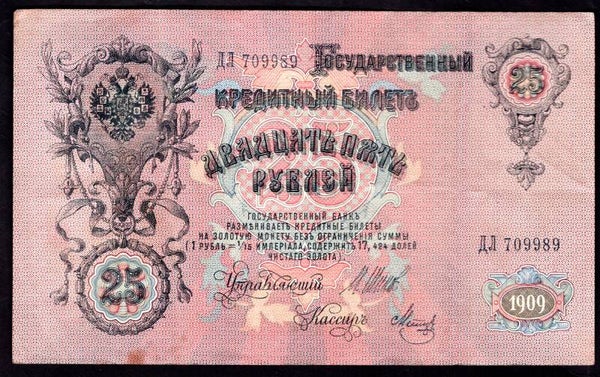 ДЛ 709989 Государственный
25
Кредитный Билетъ
Двадцать пять
рублей
Государственный Банкъ
размѣниваетъ кредитные билеты
на золотую монету безъ ограниченія суммы
(1 рубль = 1/15 имперіала, содержитъ 17,424 долей
чистаго золота).
ДЛ 709989
25
Управляющій
Кассиръ
1909